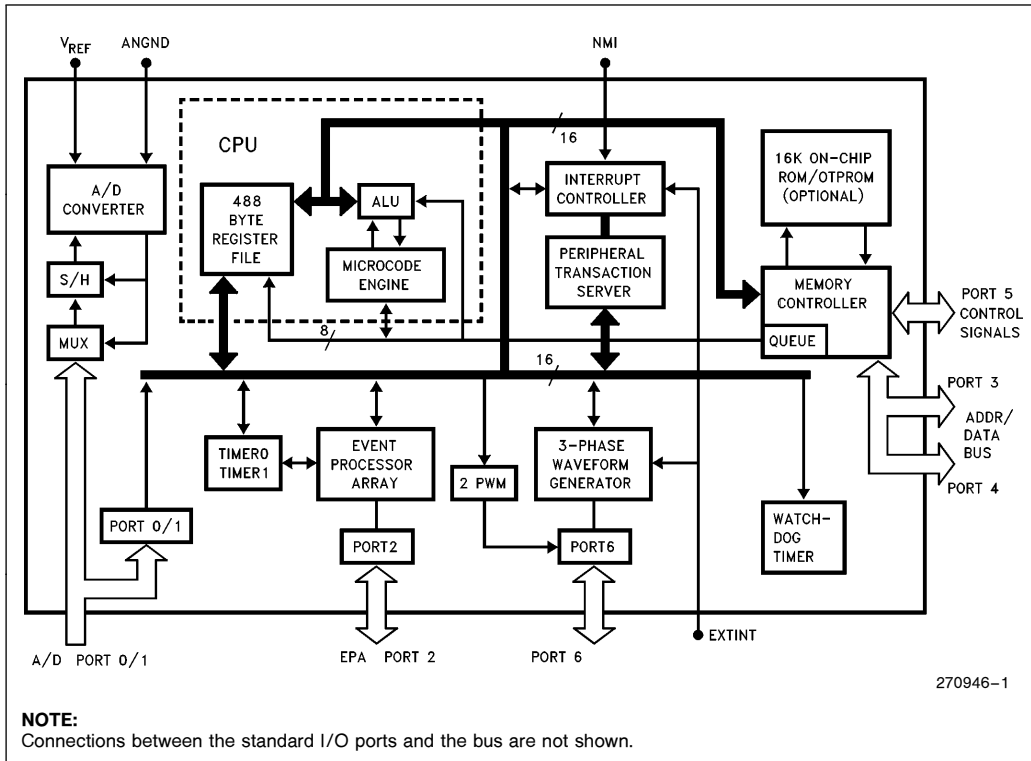 V_REF
ANGND
NMI
CPU
16
A/D
CONVERTER
488
BYTE
REGISTER
FILE
ALU
MICROCODE
ENGINE
INTERRUPT
CONTROLLER
PERIPHERAL
TRANSACTION
SERVER
16K ON-CHIP
ROM/OTPROM
(OPTIONAL)
S/H
MUX
MEMORY
CONTROLLER
QUEUE
PORT 5
CONTROL
SIGNALS
8
16
PORT 3
ADDR/
DATA
BUS
PORT 4
TIMER0
TIMER1
EVENT
PROCESSOR
ARRAY
2 PWM
3-PHASE
WAVEFORM
GENERATOR
PORT 0/1
PORT2
PORT6
WATCH-
DOG
TIMER
EXTINT
A/D PORT 0/1
EPA PORT 2
PORT 6
270946-1
NOTE:
Connections between the standard I/O ports and the bus are not shown.